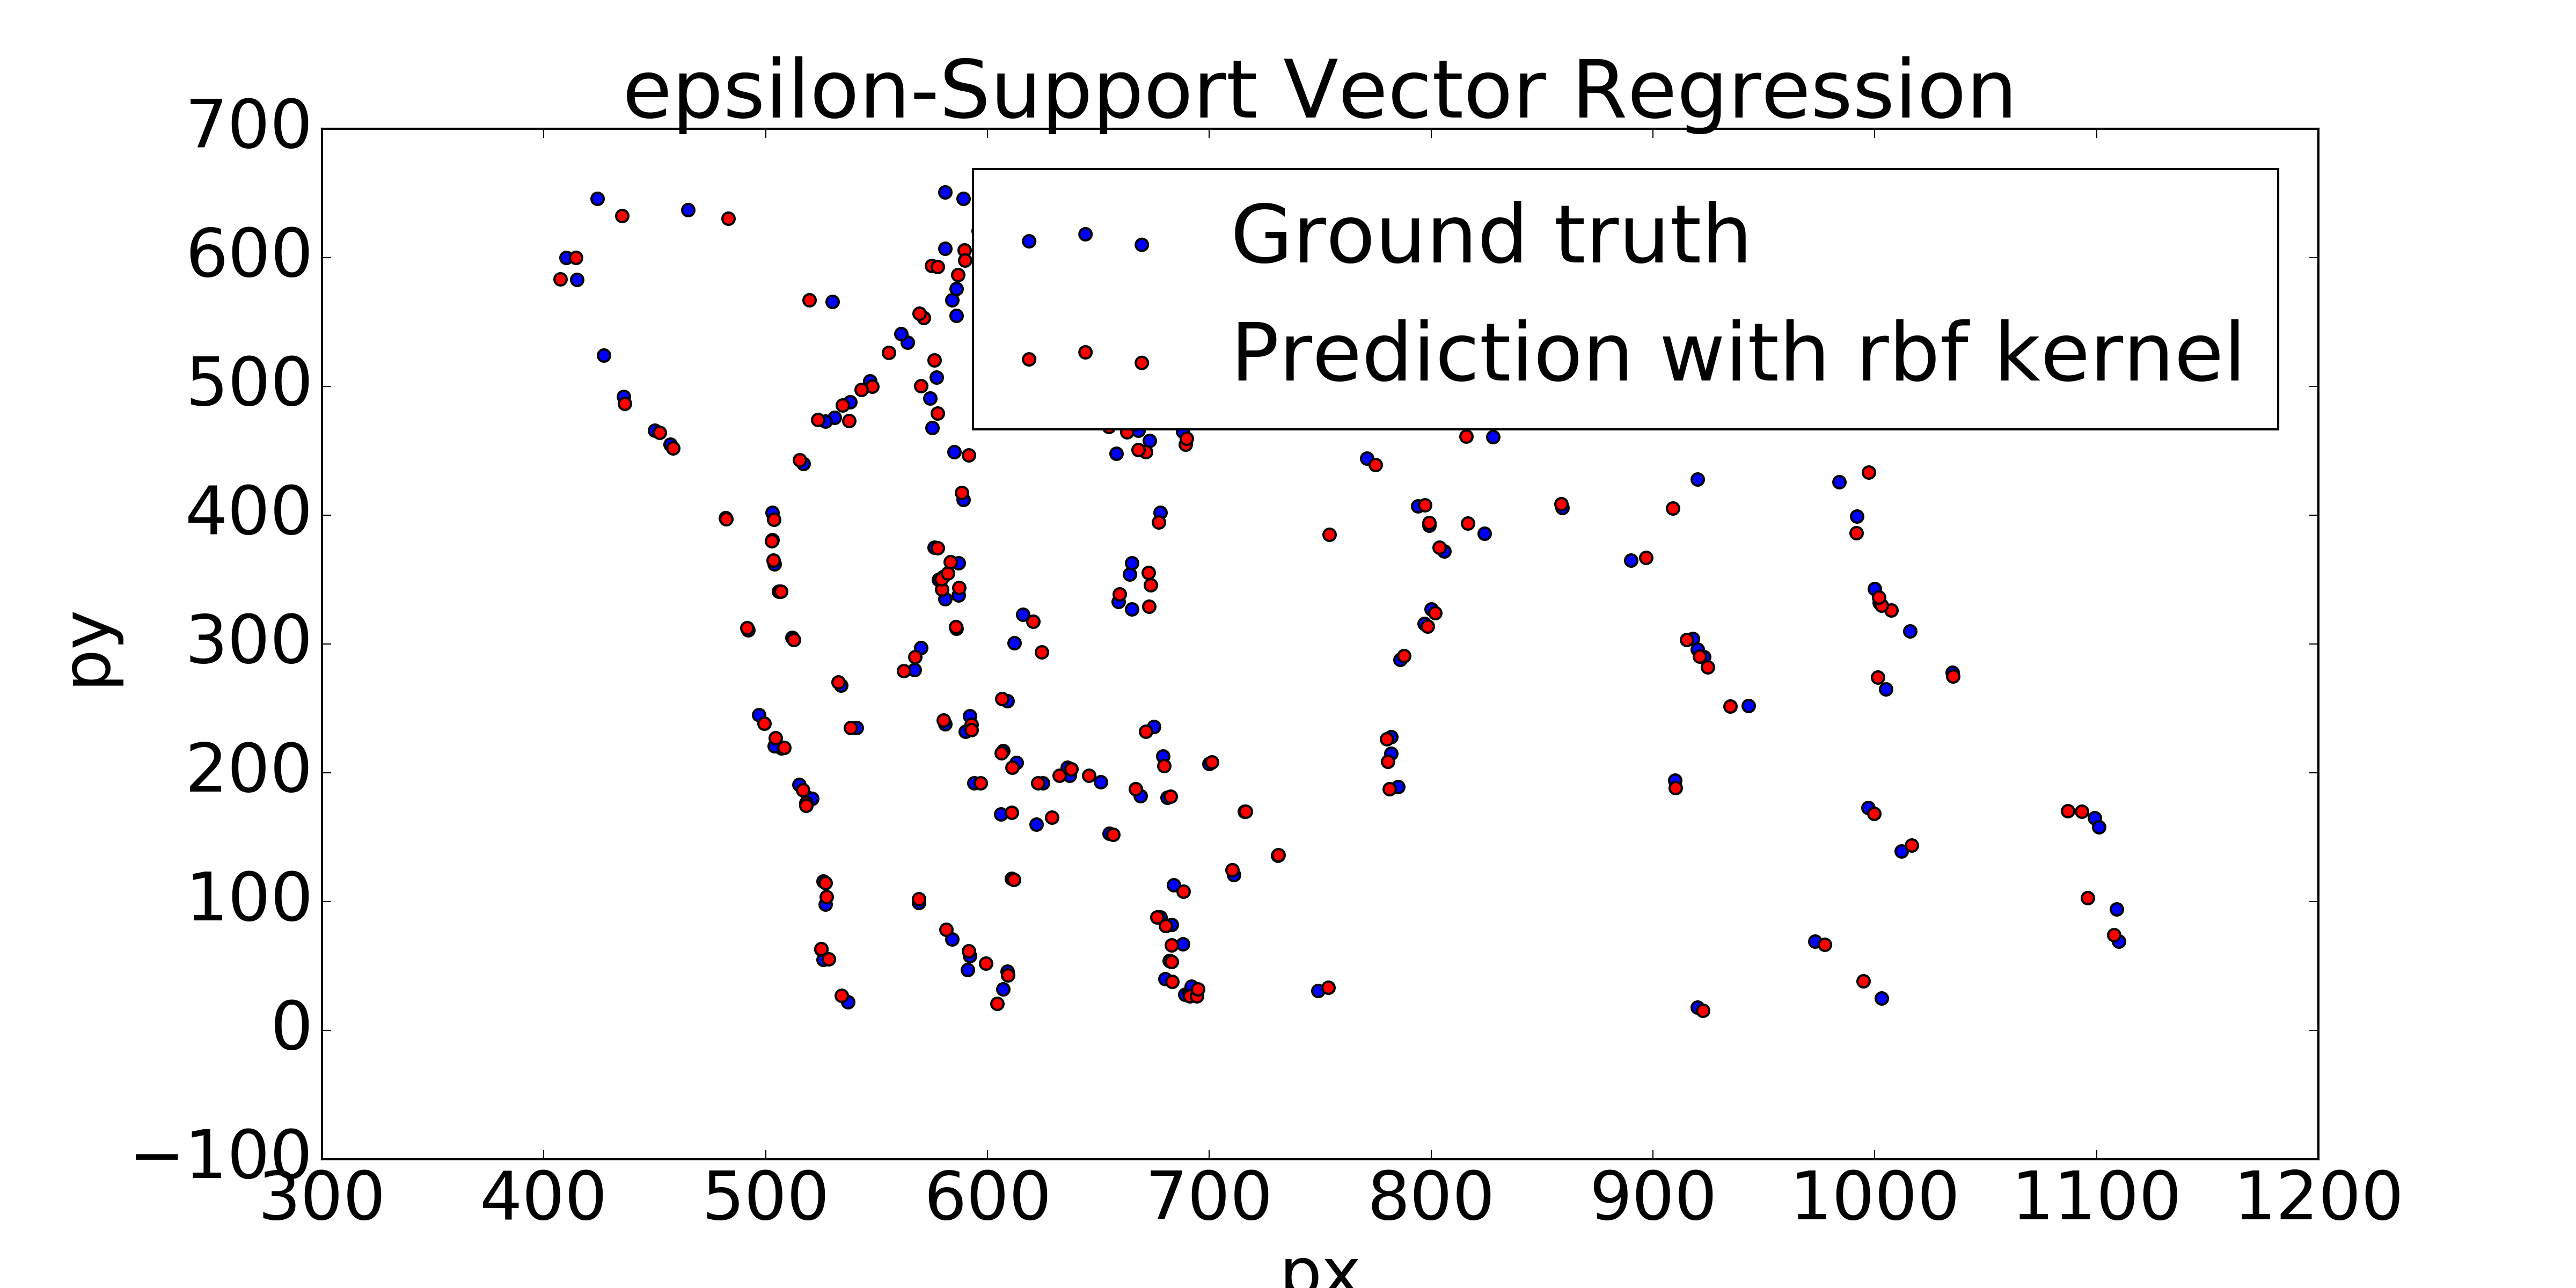 epsilon-Support Vector Regression
700
600
500
400
300
200
100
0
−100
py
Ground truth
Prediction with rbf kernel
300 400 500 600 700 800 900 1000 1100 1200
px